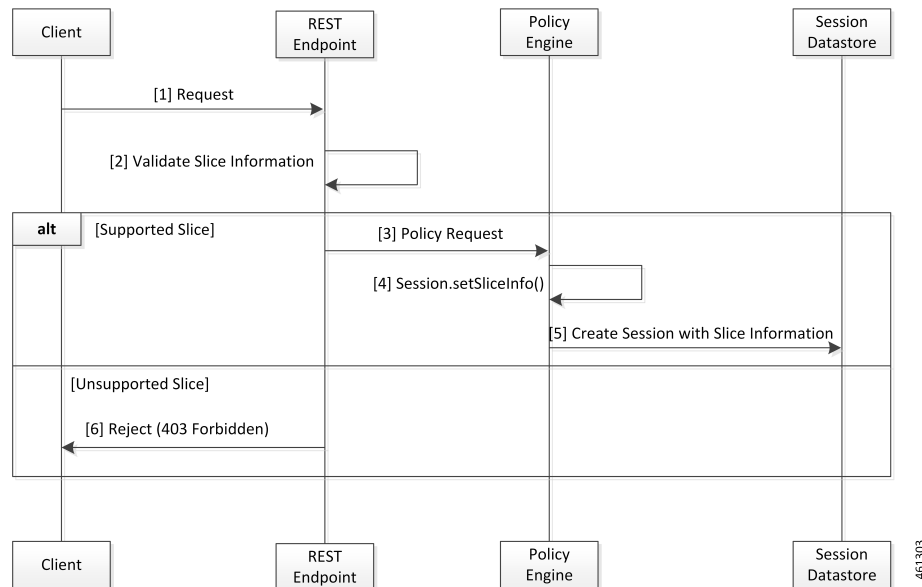 Client
REST
Endpoint
Policy
Engine
Session
Datastore
[1] Request
[2] Validate Slice Information
alt
[Supported Slice]
[3] Policy Request
[4] Session.setSliceInfo()
[5] Create Session with Slice Information
[Unsupported Slice]
[6] Reject (403 Forbidden)
Client
REST
Endpoint
Policy
Engine
Session
Datastore
461303